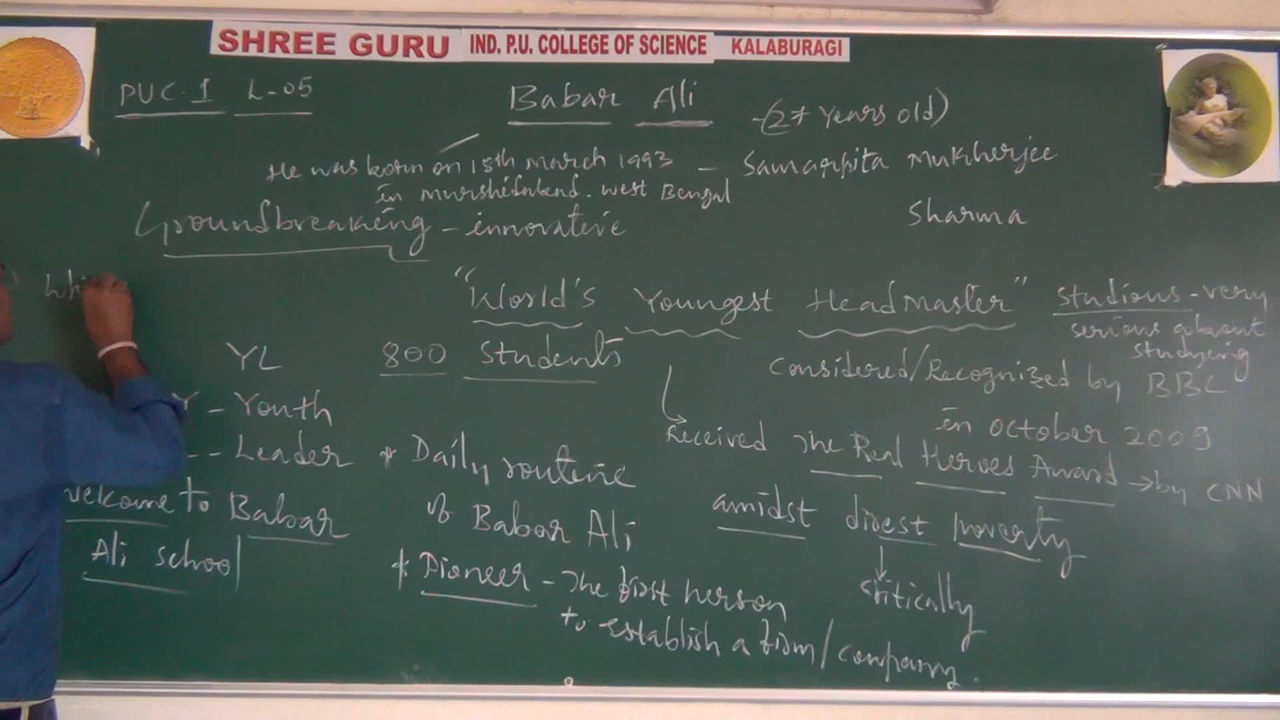 SHREE GURU IND. P.U. COLLEGE OF SCIENCE KALABURAGI
PUC-1 L-05
Babar Ali
(27 Years old)
He was born on 18th March 1993 - Samarpita Mukherjee
in Murshidabad. West Bengal
Sharma
Groundbreaking - innovative
"World's Youngest HeadMaster"
Studious - very
serious about
studying
Whi
YL
800 Students
Considered/Recognized by BBC
in October 2009
Y - Youth
- Leader
Received The Real Heroes Award → by CNN
* Daily routine
of Babar Ali
welcome to Babar
Ali school
amidst direst Poverty
critically
* Pioneer - The first person
to establish a firm/company.